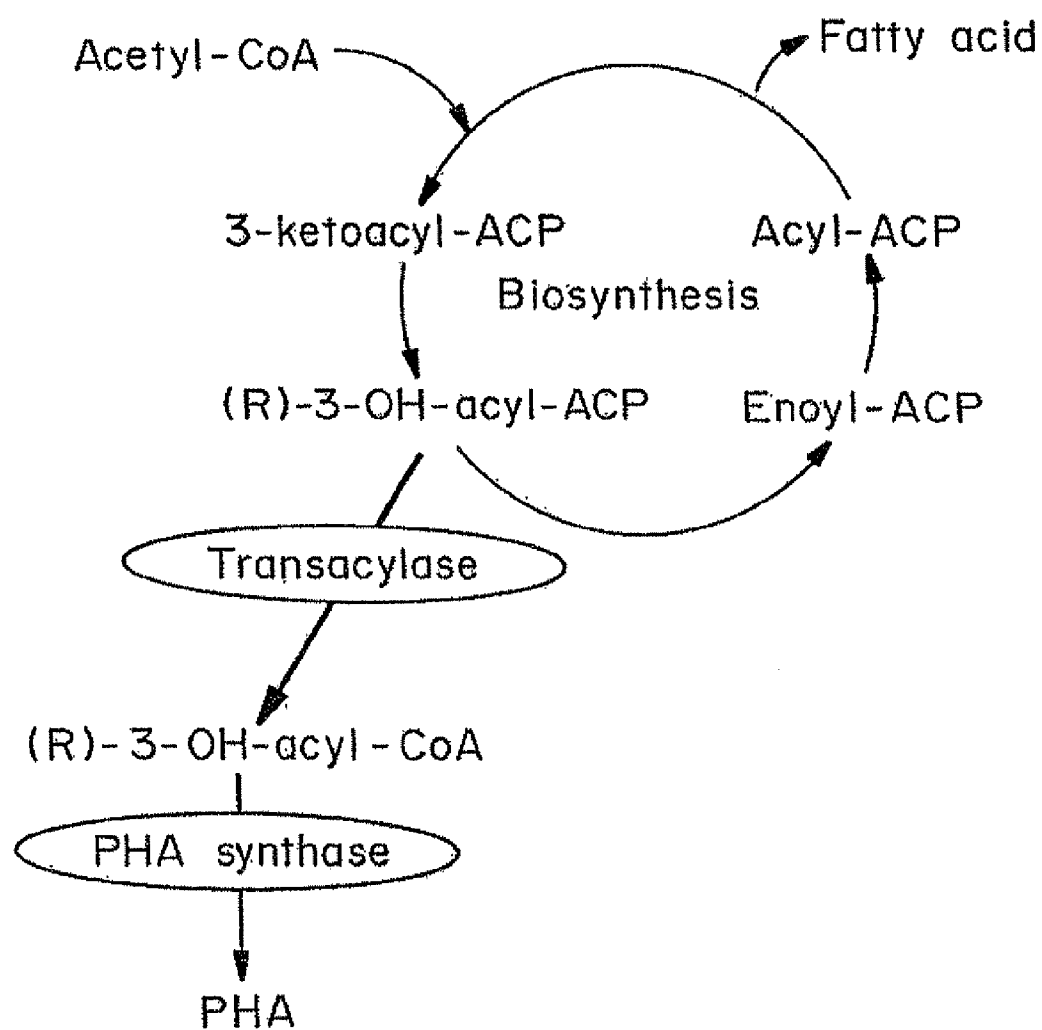 Acetyl-CoA
Fatty acid
3-ketoacyl-ACP
Acyl-ACP
Biosynthesis
(R)-3-OH-acyl-ACP
Enoyl-ACP
Transacylase
(R)-3-OH-acyl-CoA
PHA synthase
PHA